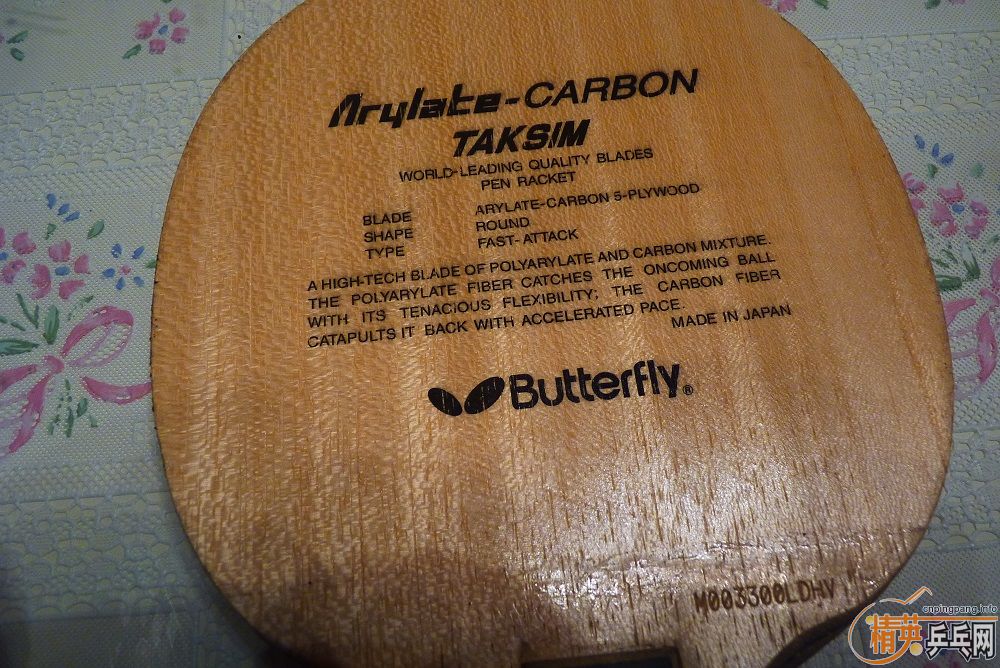 Arylate-CARBON
TAKSIM
WORLD-LEADING QUALITY BLADES
PEN RACKET
BLADE ARYLATE-CARBON 5-PLYWOOD
SHAPE ROUND
TYPE FAST-ATTACK
A HIGH-TECH BLADE OF POLYARYLATE AND CARBON MIXTURE.
THE POLYARYLATE FIBER CATCHES THE ONCOMING BALL
WITH ITS TENACIOUS FLEXIBILITY; THE CARBON FIBER
CATAPULTS IT BACK WITH ACCELERATED PACE.
MADE IN JAPAN
Butterfly®
M003300LDHV
cnpingpang.info
精英乒乓网